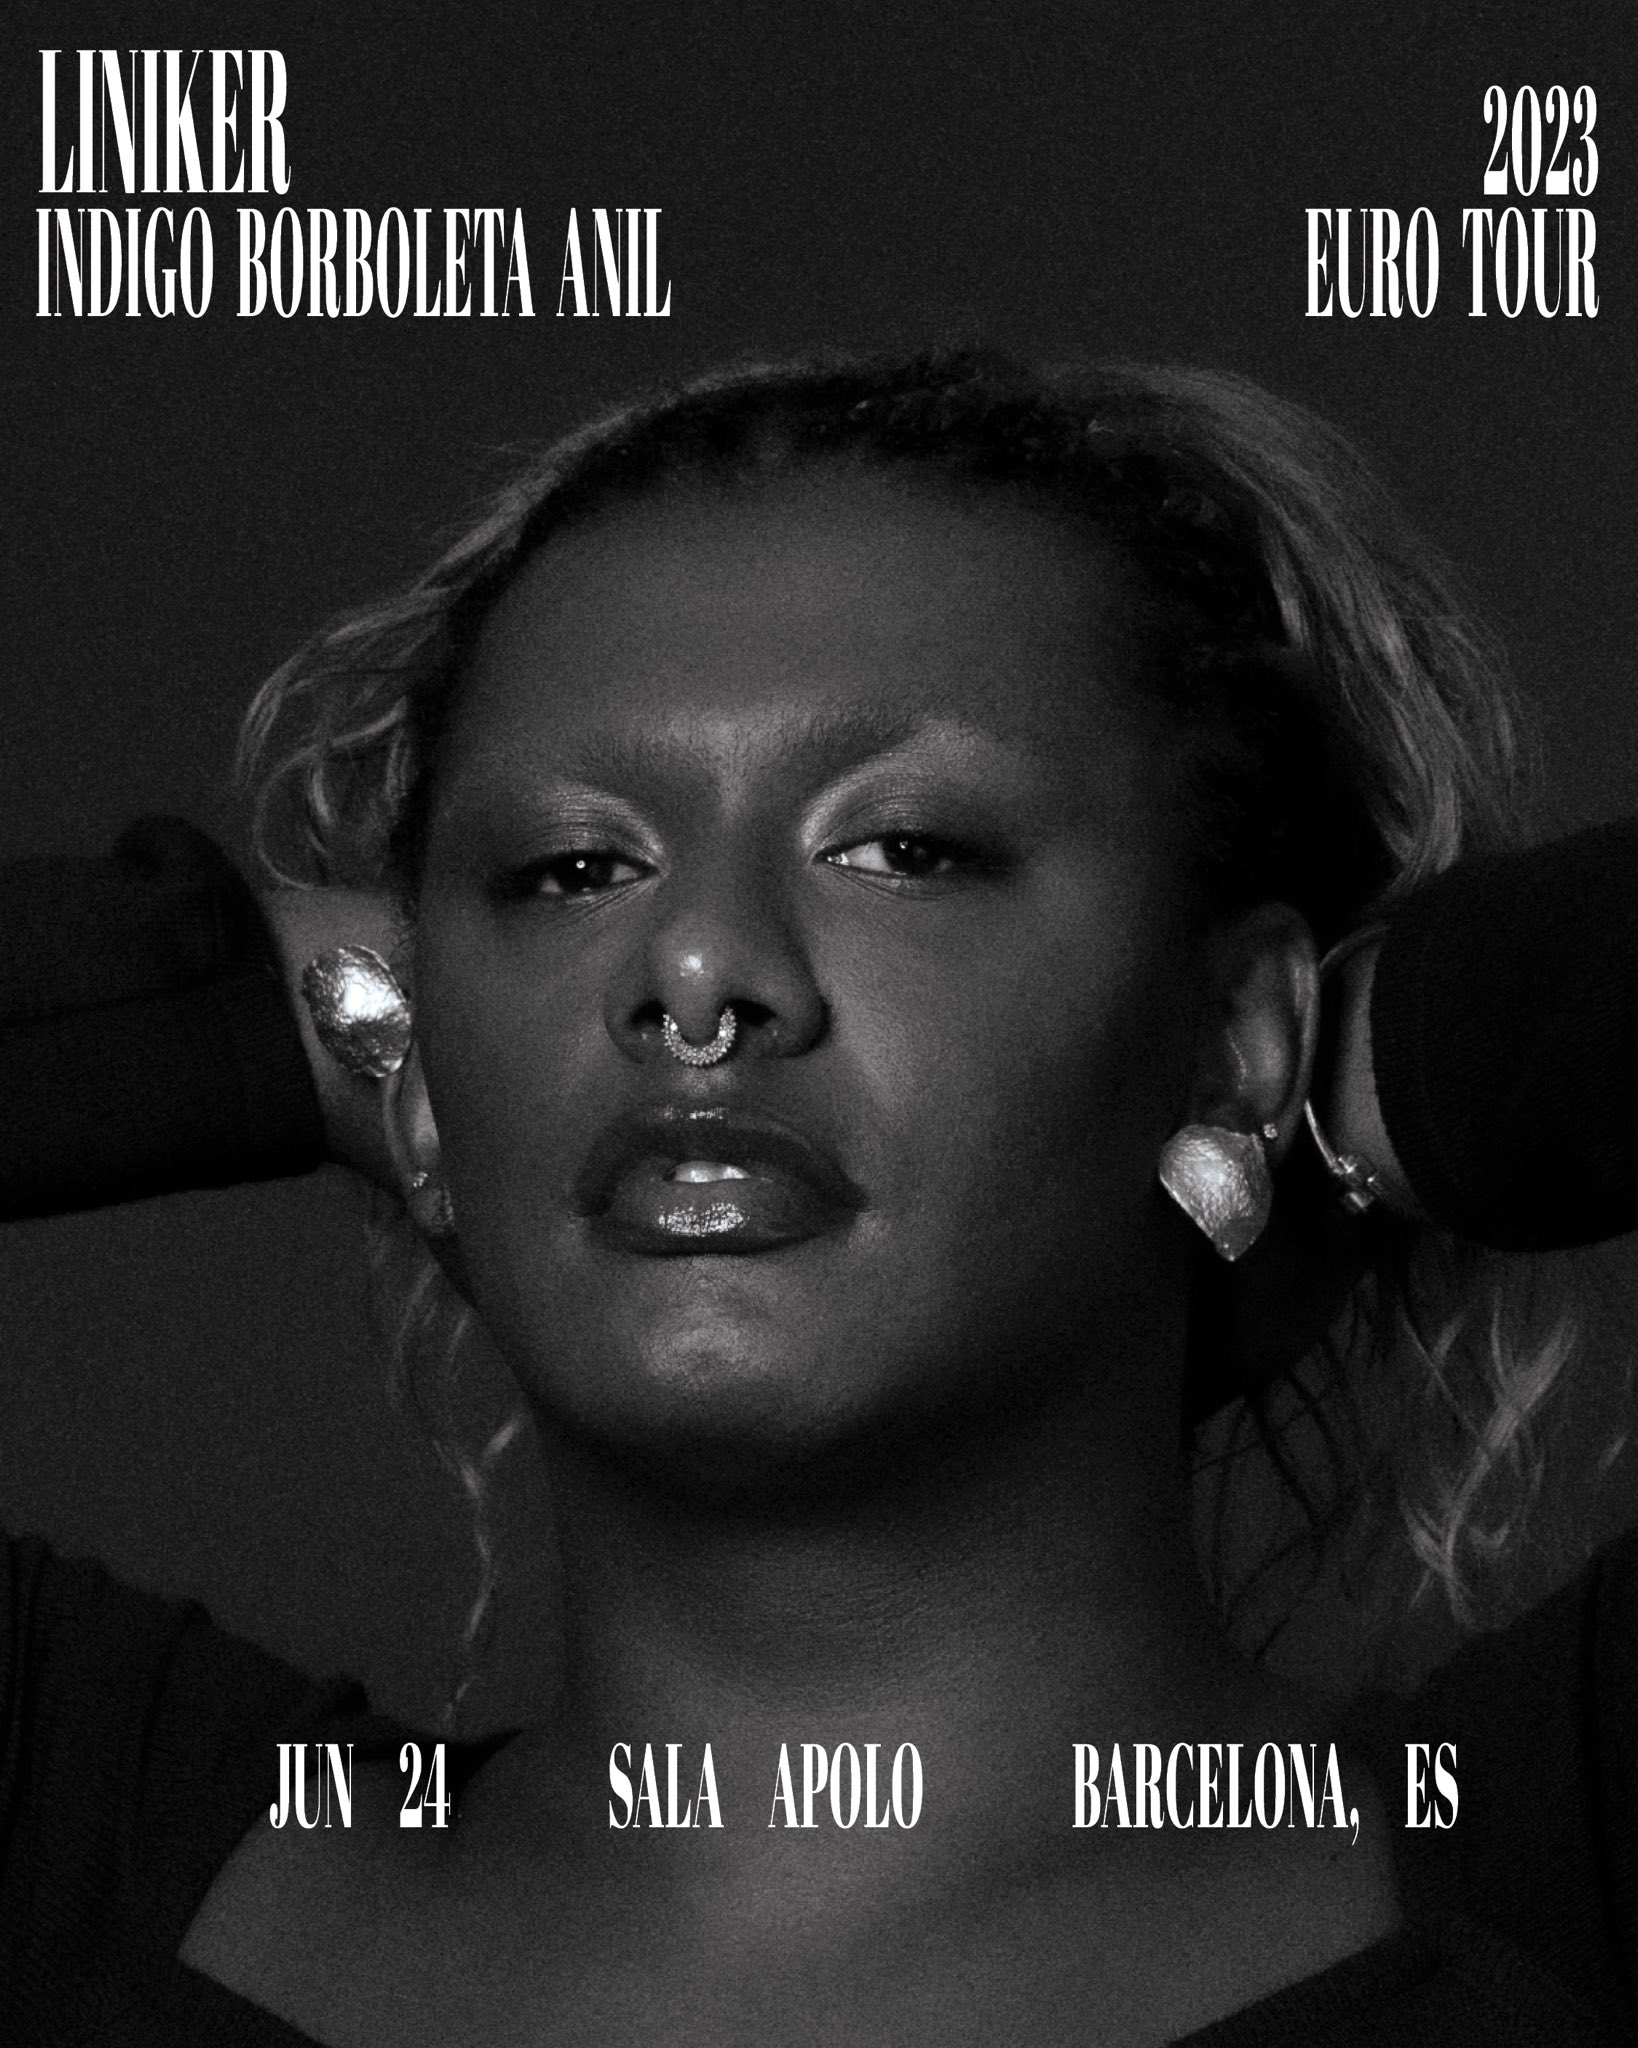 LINIKER
INDIGO BORBOLETA ANIL
2023
EURO TOUR
JUN 24 SALA APOLO BARCELONA, ES